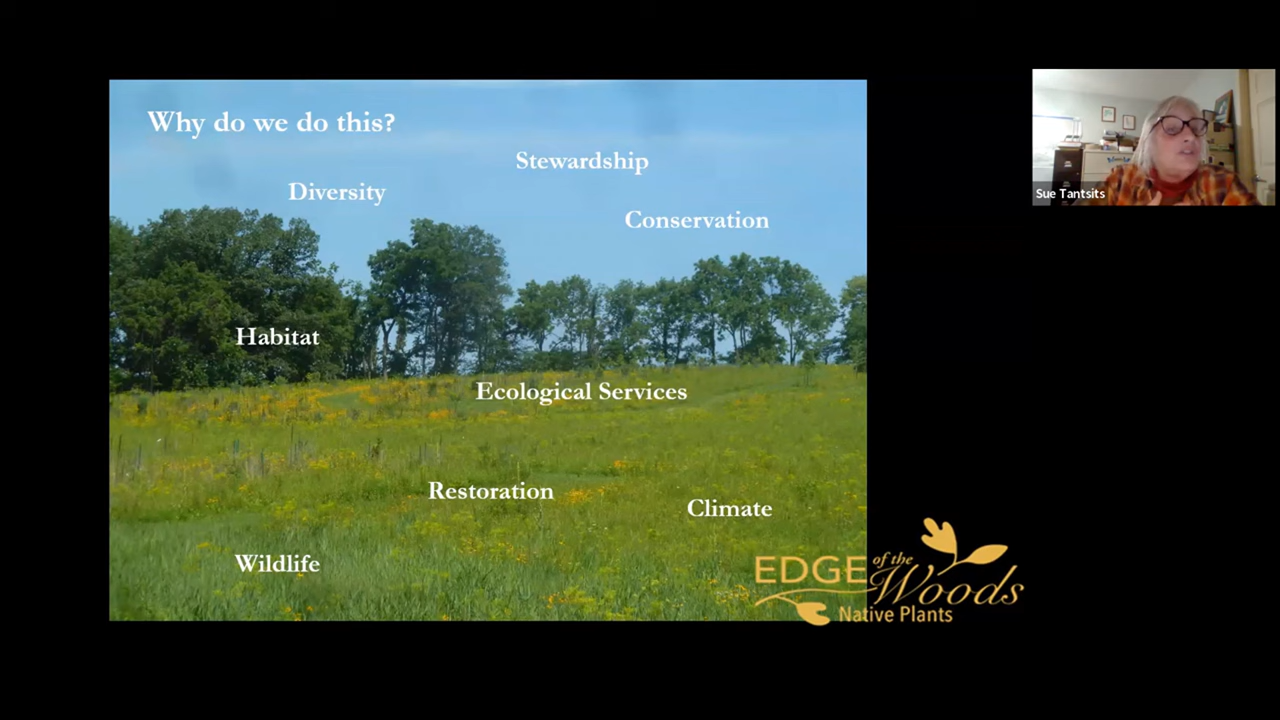 Why do we do this?
Stewardship
Diversity
Conservation
Habitat
Ecological Services
Restoration
Climate
Wildlife
EDGE of the Woods
Native Plants
Sue Tantsits